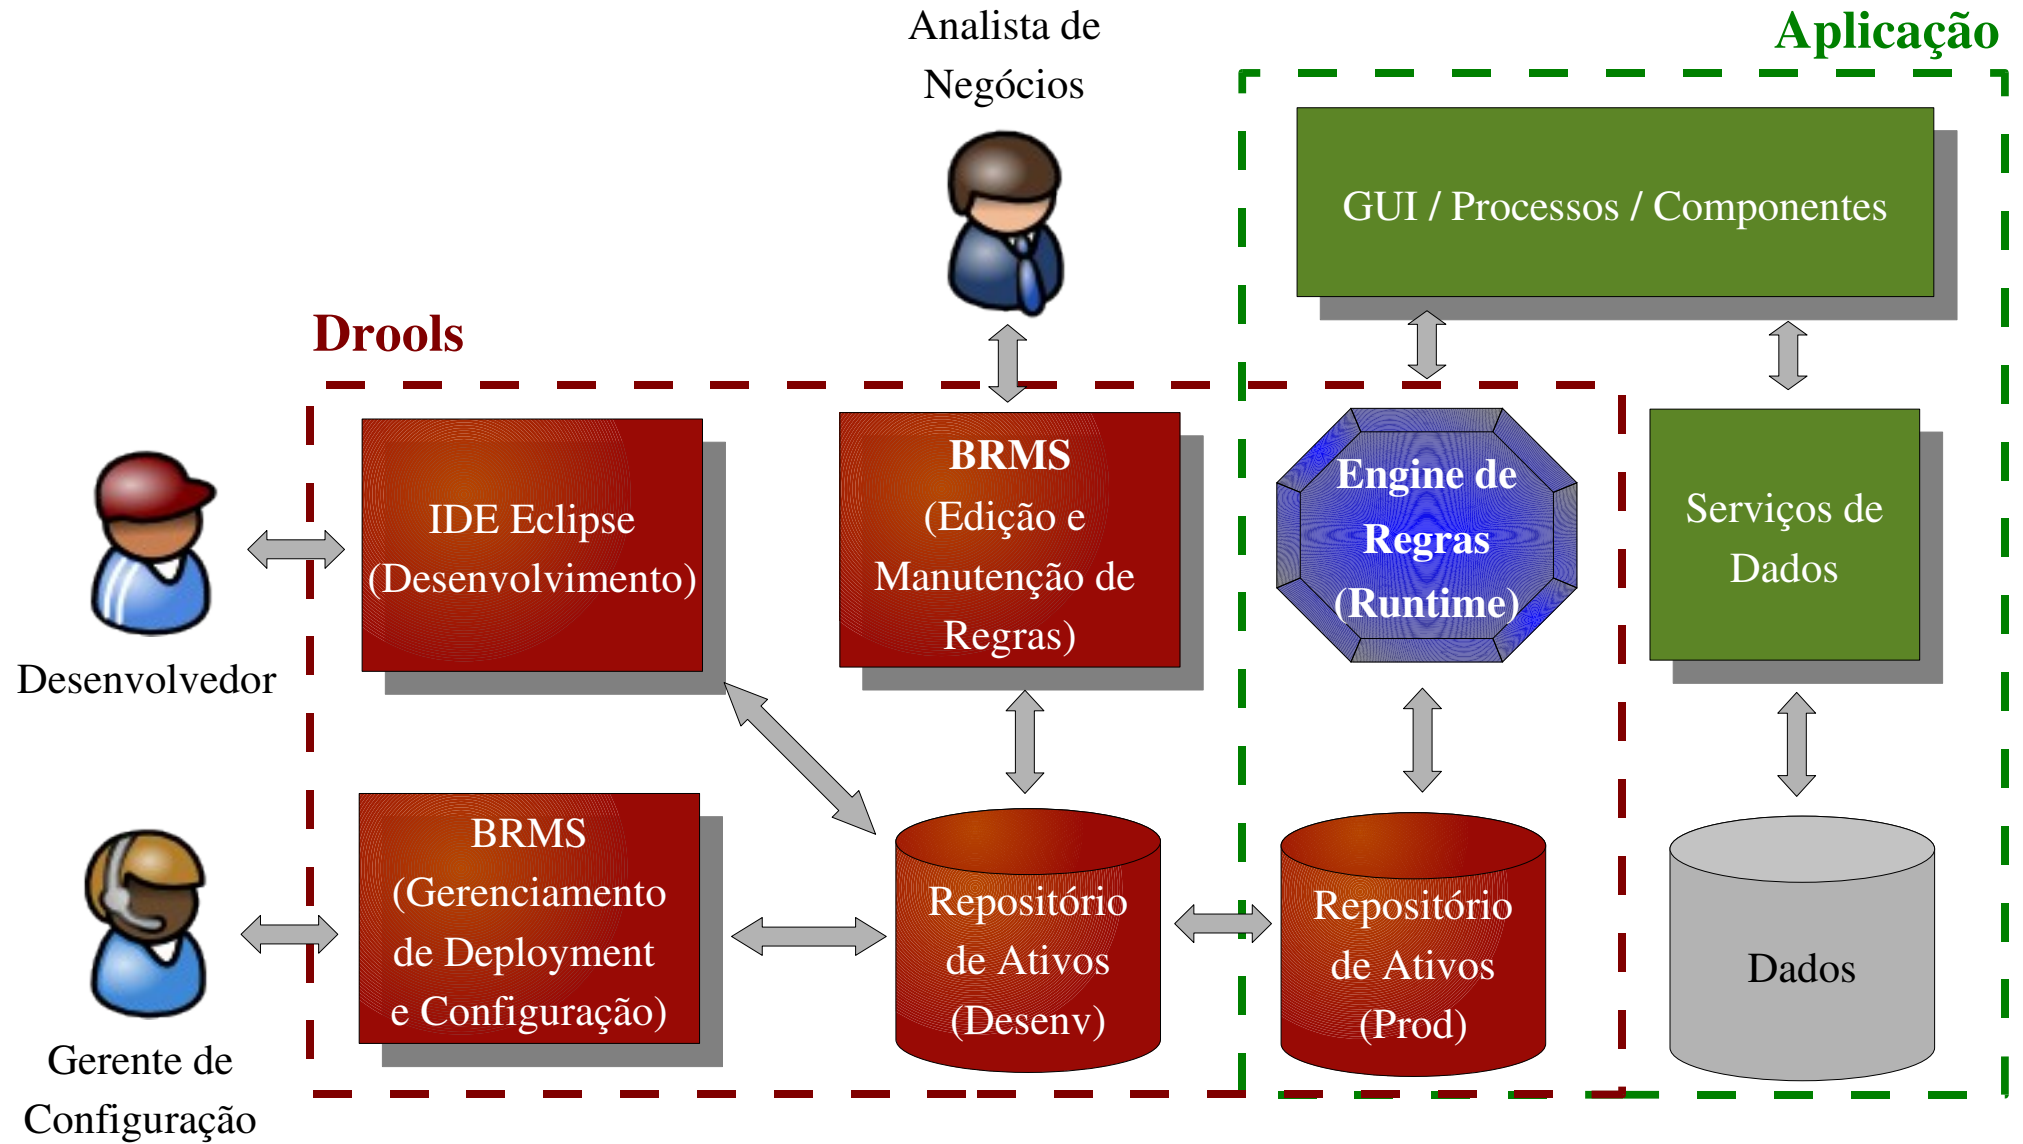 Analista de
Negócios
Aplicação
GUI / Processos / Componentes
Drools
IDE Eclipse
(Desenvolvimento)
BRMS
(Edição e
Manutenção de
Regras)
Engine de
Regras
(Runtime)
Serviços de
Dados
Desenvolvedor
BRMS
(Gerenciamento
de Deployment
e Configuração)
Repositório
de Ativos
(Desenv)
Repositório
de Ativos
(Prod)
Dados
Gerente de
Configuração